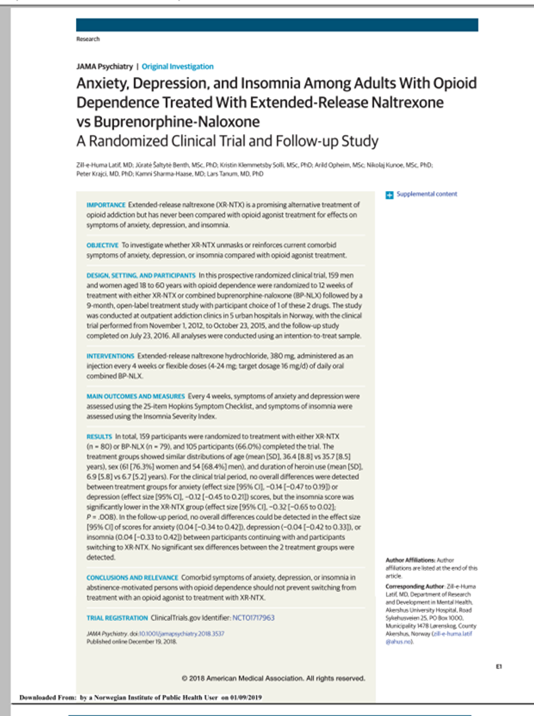 Research
JAMA Psychiatry | Original Investigation
Anxiety, Depression, and Insomnia Among Adults With Opioid
Dependence Treated With Extended-Release Naltrexone
vs Buprenorphine-Naloxone
A Randomized Clinical Trial and Follow-up Study
Zill-e-Huma Latif, MD; Jūratė Šaltytė Benth, MSc, PhD; Kristin Klemmetsby Solli, MSc, PhD; Arild Opheim, MSc; Nikolaj Kunoe, MSc, PhD;
Peter Krajci, MD, PhD; Kamni Sharma-Haase, MD; Lars Tanum, MD, PhD
IMPORTANCE Extended-release naltrexone (XR-NTX) is a promising alternative treatment of
opioid addiction but has never been compared with opioid agonist treatment for effects on
symptoms of anxiety, depression, and insomnia.
OBJECTIVE To investigate whether XR-NTX unmasks or reinforces current comorbid
symptoms of anxiety, depression, or insomnia compared with opioid agonist treatment.
DESIGN, SETTING, AND PARTICIPANTS In this prospective randomized clinical trial, 159 men
and women aged 18 to 60 years with opioid dependence were randomized to 12 weeks of
treatment with either XR-NTX or combined buprenorphine-naloxone (BP-NLX) followed by a
9-month, open-label treatment study with participant choice of 1 of these 2 drugs. The study
was conducted at outpatient addiction clinics in 5 urban hospitals in Norway, with the clinical
trial performed from November 1, 2012, to October 23, 2015, and the follow-up study
completed on July 23, 2016. All analyses were conducted using an intention-to-treat sample.
INTERVENTIONS Extended-release naltrexone hydrochloride, 380 mg, administered as an
injection every 4 weeks or flexible doses (4-24 mg; target dosage 16 mg/d) of daily oral
combined BP-NLX.
MAIN OUTCOMES AND MEASURES Every 4 weeks, symptoms of anxiety and depression were
assessed using the 25-item Hopkins Symptom Checklist, and symptoms of insomnia were
assessed using the Insomnia Severity Index.
RESULTS In total, 159 participants were randomized to treatment with either XR-NTX
(n = 80) or BP-NLX (n = 79), and 105 participants (66.0%) completed the trial. The
treatment groups showed similar distributions of age (mean [SD], 36.4 [8.8] vs 35.7 [8.5]
years), sex (61 [76.3%] women and 54 [68.4%] men), and duration of heroin use (mean [SD],
6.9 [5.8] vs 6.7 [5.2] years). For the clinical trial period, no overall differences were detected
between treatment groups for anxiety (effect size [95% CI], −0.14 [−0.47 to 0.19]) or
depression (effect size [95% CI], −0.12 [−0.45 to 0.21]) scores, but the insomnia score was
significantly lower in the XR-NTX group (effect size [95% CI], −0.32 [−0.65 to 0.02];
P = .008). In the follow-up period, no overall differences could be detected in the effect size
[95% CI] of scores for anxiety (0.04 [−0.34 to 0.42]), depression (−0.04 [−0.42 to 0.33]), or
insomnia (0.04 [−0.33 to 0.42]) between participants continuing with and participants
switching to XR-NTX. No significant sex differences between the 2 treatment groups were
detected.
CONCLUSIONS AND RELEVANCE Comorbid symptoms of anxiety, depression, or insomnia in
abstinence-motivated persons with opioid dependence should not prevent switching from
treatment with an opioid agonist to treatment with XR-NTX.
TRIAL REGISTRATION ClinicalTrials.gov Identifier: NCT01717963
JAMA Psychiatry. doi:10.1001/jamapsychiatry.2018.3537
Published online December 19, 2018.
Supplemental content
Author Affiliations: Author
affiliations are listed at the end of this
article.
Corresponding Author: Zill-e-Huma
Latif, MD, Department of Research
and Development in Mental Health,
Akershus University Hospital, Road
Sykehusveien 25, PO Box 1000,
Municipality 1478 Lørenskog, County
Akershus, Norway (zill-e-huma.latif
@ahus.no).
E1
© 2018 American Medical Association. All rights reserved.
Downloaded From: by a Norwegian Institute of Public Health User on 01/09/2019